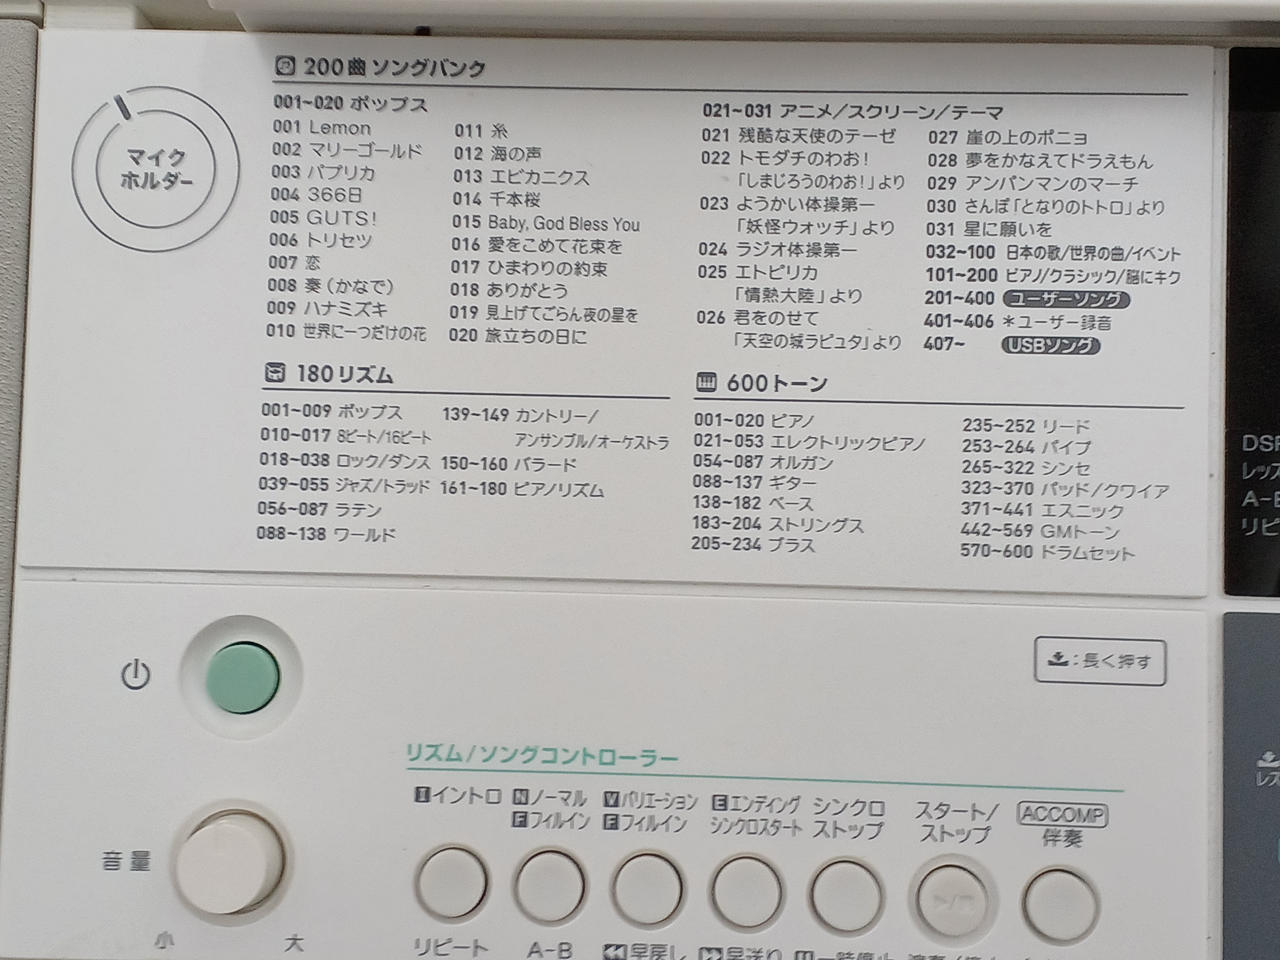 200曲ソングバンク
マイク
ホルダー
001~020 ポップス
001 Lemon
002 マリーゴールド
003 パプリカ
004 366日
005 GUTS!
006 トリセツ
007 恋
008 奏（かなで）
009 ハナミズキ
010 世界に一つだけの花
011 糸
012 海の声
013 エピカニクス
014 千本桜
015 Baby, God Bless You
016 愛をこめて花束を
017 ひまわりの約束
018 ありがとう
019 見上げてごらん夜の星を
020 旅立ちの日に
021~031 アニメ/スクリーン/テーマ
021 残酷な天使のテーゼ
022 トモダチのわお！
「しまじろうのわお！」より
023 ようかい体操第一
「妖怪ウォッチ」より
024 ラジオ体操第一
025 エトピリカ
「情熱大陸」より
026 君をのせて
「天空の城ラピュタ」より
027 崖の上のポニョ
028 夢をかなえてドラえもん
029 アンパンマンのマーチ
030 さんぽ「となりのトトロ」より
031 星に願いを
032~100 日本の歌/世界の曲/イベント
101~200 ピアノ/クラシック/脳にキク
201~400 ユーザーソング
401~406 ＊ユーザー録音
407~ USBソング
180リズム
001~009 ポップス
010~017 8ビート/16ビート
018~038 ロック/ダンス
039~055 ジャズ/トラッド
056~087 ラテン
088~138 ワールド
139~149 カントリー/
アンサンブル/オーケストラ
150~160 バラード
161~180 ピアノリズム
600トーン
001~020 ピアノ
021~053 エレクトリックピアノ
054~087 オルガン
088~137 ギター
138~182 ベース
183~204 ストリングス
205~234 ブラス
235~252 リード
253~264 パイプ
265~322 シンセ
323~370 パッド/クワイア
371~441 エスニック
442~569 GMトーン
570~600 ドラムセット
DSP
レッス
A-B
リピ
：長く押す
リズム/ソングコントローラー
I イントロ
N ノーマル
F フィルイン
V バリエーション
F フィルイン
E エンディング
シンクロスタート
シンクロ
ストップ
スタート/
ストップ
ACCOMP
伴奏
レス
音量
小
大
リピート
A-B
早戻し
早送り
一時停止